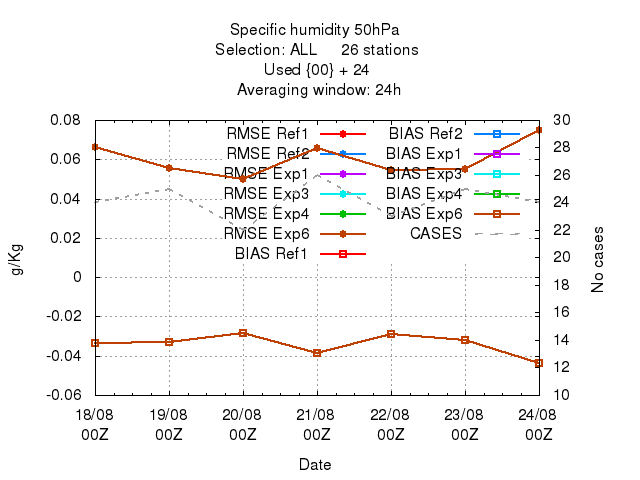 Specific humidity 50hPa
Selection: ALL 26 stations
Used {00} + 24
Averaging window: 24h
0.08
0.06
0.04
0.02
0
-0.02
-0.04
-0.06
g/Kg
30
28
26
24
22
20
18
16
14
12
10
No cases
RMSE Ref1
RMSE Ref2
RMSE Exp1
RMSE Exp3
RMSE Exp4
RMSE Exp6
BIAS Ref1
BIAS Ref2
BIAS Exp1
BIAS Exp3
BIAS Exp4
BIAS Exp6
CASES
18/08 19/08 20/08 21/08 22/08 23/08 24/08
00Z 00Z 00Z 00Z 00Z 00Z 00Z
Date